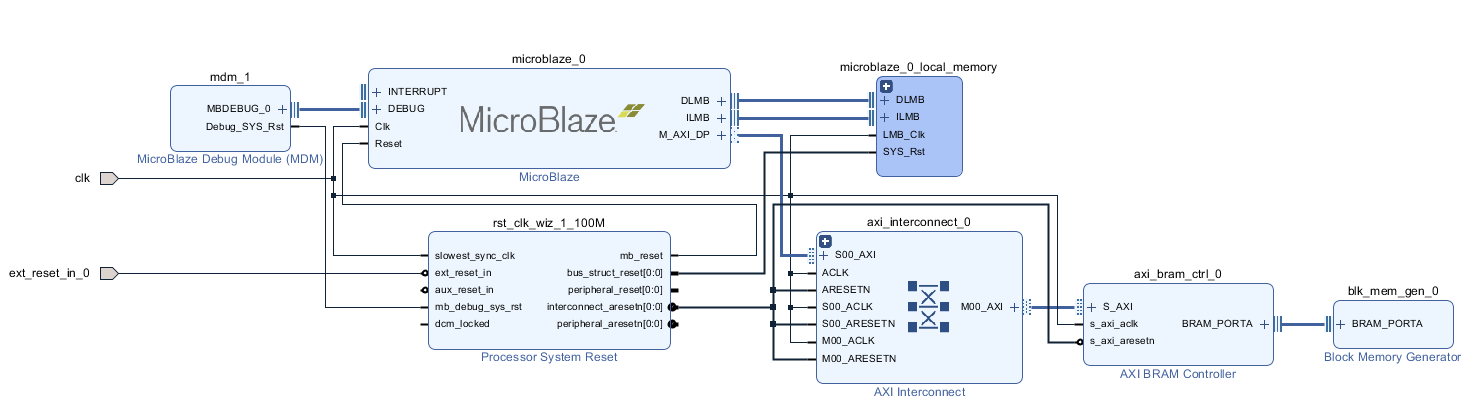 microblaze_0
microblaze_0_local_memory
mdm_1
MBDEBUG_0
Debug_SYS_Rst
MicroBlaze Debug Module (MDM)
INTERRUPT
DEBUG
Clk
Reset
MicroBlaze
DLMB
ILMB
M_AXI_DP
MicroBlaze
DLMB
ILMB
LMB_Clk
SYS_Rst
clk
ext_reset_in_0
rst_clk_wiz_1_100M
slowest_sync_clk
ext_reset_in
aux_reset_in
mb_debug_sys_rst
dcm_locked
mb_reset
bus_struct_reset[0:0]
peripheral_reset[0:0]
interconnect_aresetn[0:0]
peripheral_aresetn[0:0]
Processor System Reset
axi_interconnect_0
S00_AXI
ACLK
ARESETN
S00_ACLK
S00_ARESETN
M00_ACLK
M00_ARESETN
M00_AXI
AXI Interconnect
axi_bram_ctrl_0
S_AXI
s_axi_aclk
s_axi_aresetn
BRAM_PORTA
AXI BRAM Controller
blk_mem_gen_0
BRAM_PORTA
Block Memory Generator